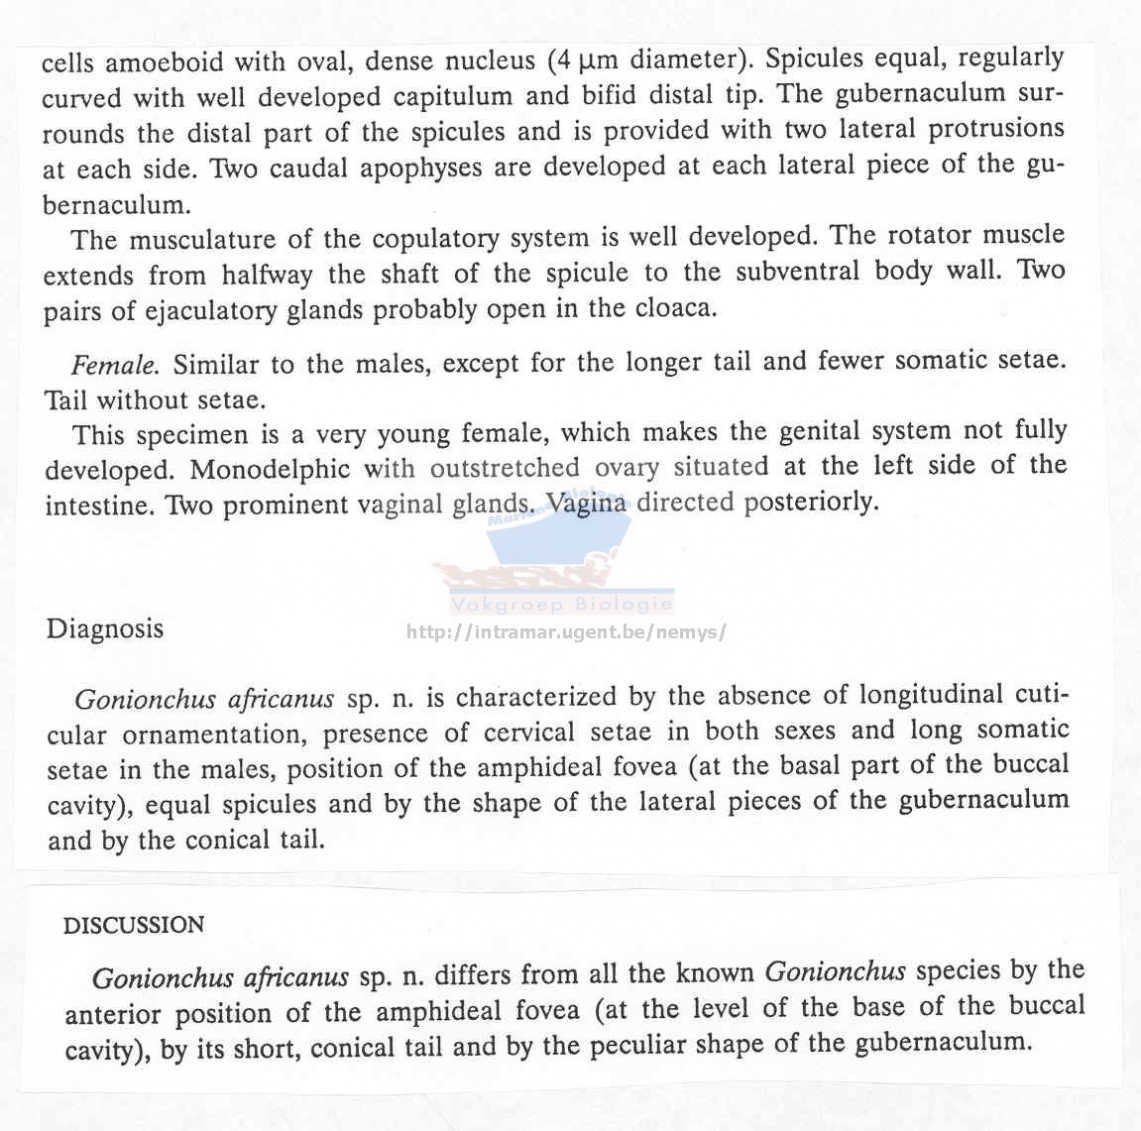 cells amoeboid with oval, dense nucleus (4 µm diameter). Spicules equal, regularly
curved with well developed capitulum and bifid distal tip. The gubernaculum sur-
rounds the distal part of the spicules and is provided with two lateral protrusions
at each side. Two caudal apophyses are developed at each lateral piece of the gu-
bernaculum.
The musculature of the copulatory system is well developed. The rotator muscle
extends from halfway the shaft of the spicule to the subventral body wall. Two
pairs of ejaculatory glands probably open in the cloaca.
Female. Similar to the males, except for the longer tail and fewer somatic setae.
Tail without setae.
This specimen is a very young female, which makes the genital system not fully
developed. Monodelphic with outstretched ovary situated at the left side of the
intestine. Two prominent vaginal glands. Vagina directed posteriorly.
Vakgroep Biologie
http://intramar.ugent.be/nemys/
Diagnosis
Gonionchus africanus sp. n. is characterized by the absence of longitudinal cuti-
cular ornamentation, presence of cervical setae in both sexes and long somatic
setae in the males, position of the amphideal fovea (at the basal part of the buccal
cavity), equal spicules and by the shape of the lateral pieces of the gubernaculum
and by the conical tail.
DISCUSSION
Gonionchus africanus sp. n. differs from all the known Gonionchus species by the
anterior position of the amphideal fovea (at the level of the base of the buccal
cavity), by its short, conical tail and by the peculiar shape of the gubernaculum.